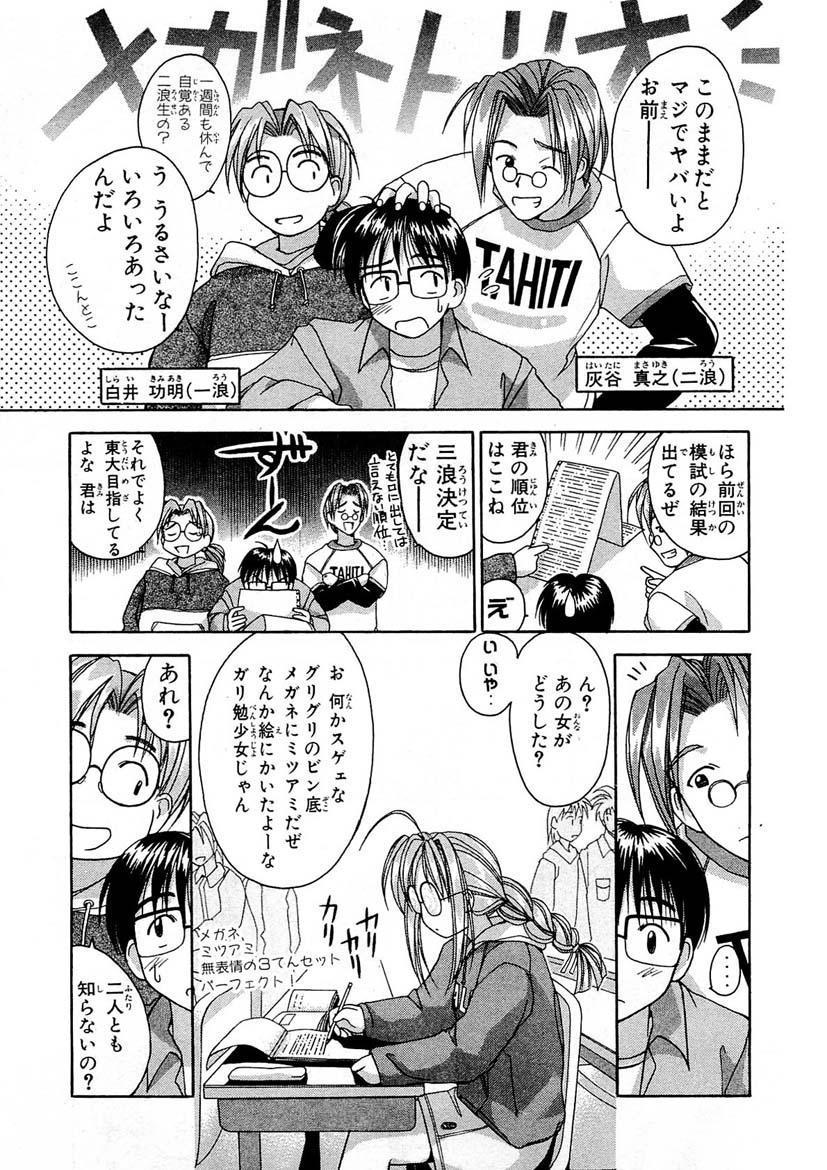 メガネトリオミ
このままだと
マジでヤバいよ
お前——
一週間も休んで
自覚ある
二浪生の？
う うるさいなー
いろいろあった
んだよ
ここんとこ
TAHITI
灰谷 真之(二浪)
白井 功明(一浪)
ほら前回の
模試の結果
出てるぜ
君の順位
はここね
え゛
三浪決定
だなー
とても口に出しては
言えない順位…
ずーん
TAHITI
それでよく
東大目指してる
よな 君は
ん？
あの女が
どうした？
いいや‥
‥‥
お 何かスゲェな
グリグリのビン底
メガネにミツアミだぜ
なんか絵にかいたよーな
ガリ勉少女じゃん
カリカリ
メガネ、
ミツアミ
無表情の3てんセット
パーフェクト！
あれ？
二人とも
知らないの？